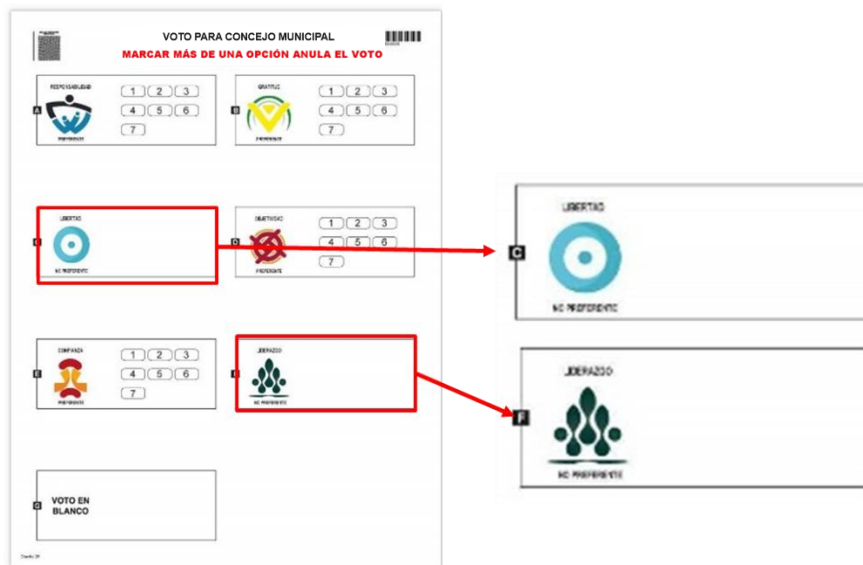 VOTO PARA CONCEJO MUNICIPAL
MARCAR MÁS DE UNA OPCIÓN ANULA EL VOTO
RESPONSABILIDAD
A
1 2 3
4 5 6
7
PREFERENTE
GRATITUD
B
1 2 3
4 5 6
7
PREFERENTE
LIBERTAD
C
NO PREFERENTE
OBJETIVIDAD
D
1 2 3
4 5 6
7
PREFERENTE
CONFIANZA
E
1 2 3
4 5 6
7
PREFERENTE
LIDERAZGO
NO PREFERENTE
G
VOTO EN
BLANCO
LIBERTAD
C
NO PREFERENTE
LIDERAZGO
F
NO PREFERENTE